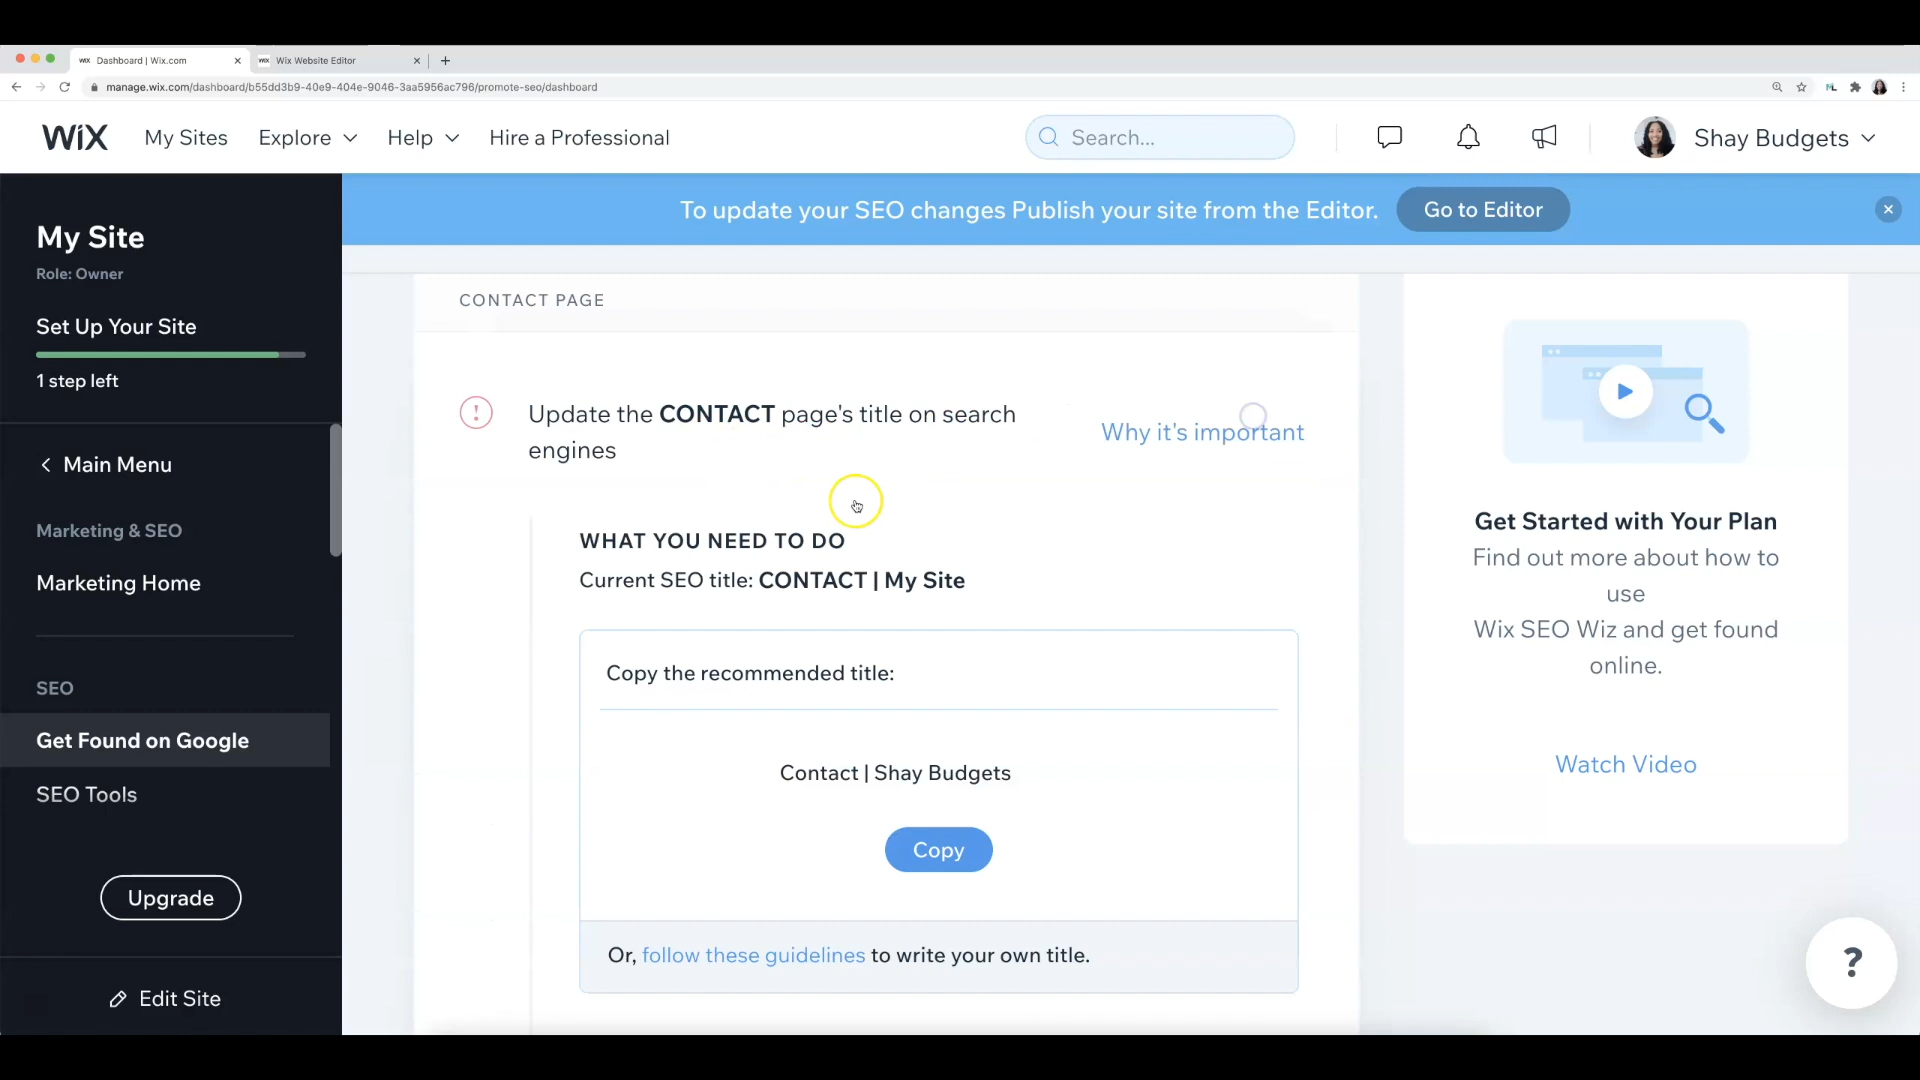 WiX Dashboard | Wix.com
WiX Wix Website Editor
manage.wix.com/dashboard/b55dd3b9-40e9-404e-9046-3aa5956ac796/promote-seo/dashboard
WiX
My Sites
Explore
Help
Hire a Professional
Search...
Shay Budgets
To update your SEO changes Publish your site from the Editor.
Go to Editor
My Site
Role: Owner
Set Up Your Site
1 step left
Main Menu
Marketing & SEO
Marketing Home
SEO
Get Found on Google
SEO Tools
Upgrade
Edit Site
CONTACT PAGE
!
Update the CONTACT page's title on search
engines
Why it's important
WHAT YOU NEED TO DO
Current SEO title: CONTACT | My Site
Copy the recommended title:
Contact | Shay Budgets
Copy
Or, follow these guidelines to write your own title.
Get Started with Your Plan
Find out more about how to
use
Wix SEO Wiz and get found
online.
Watch Video
?